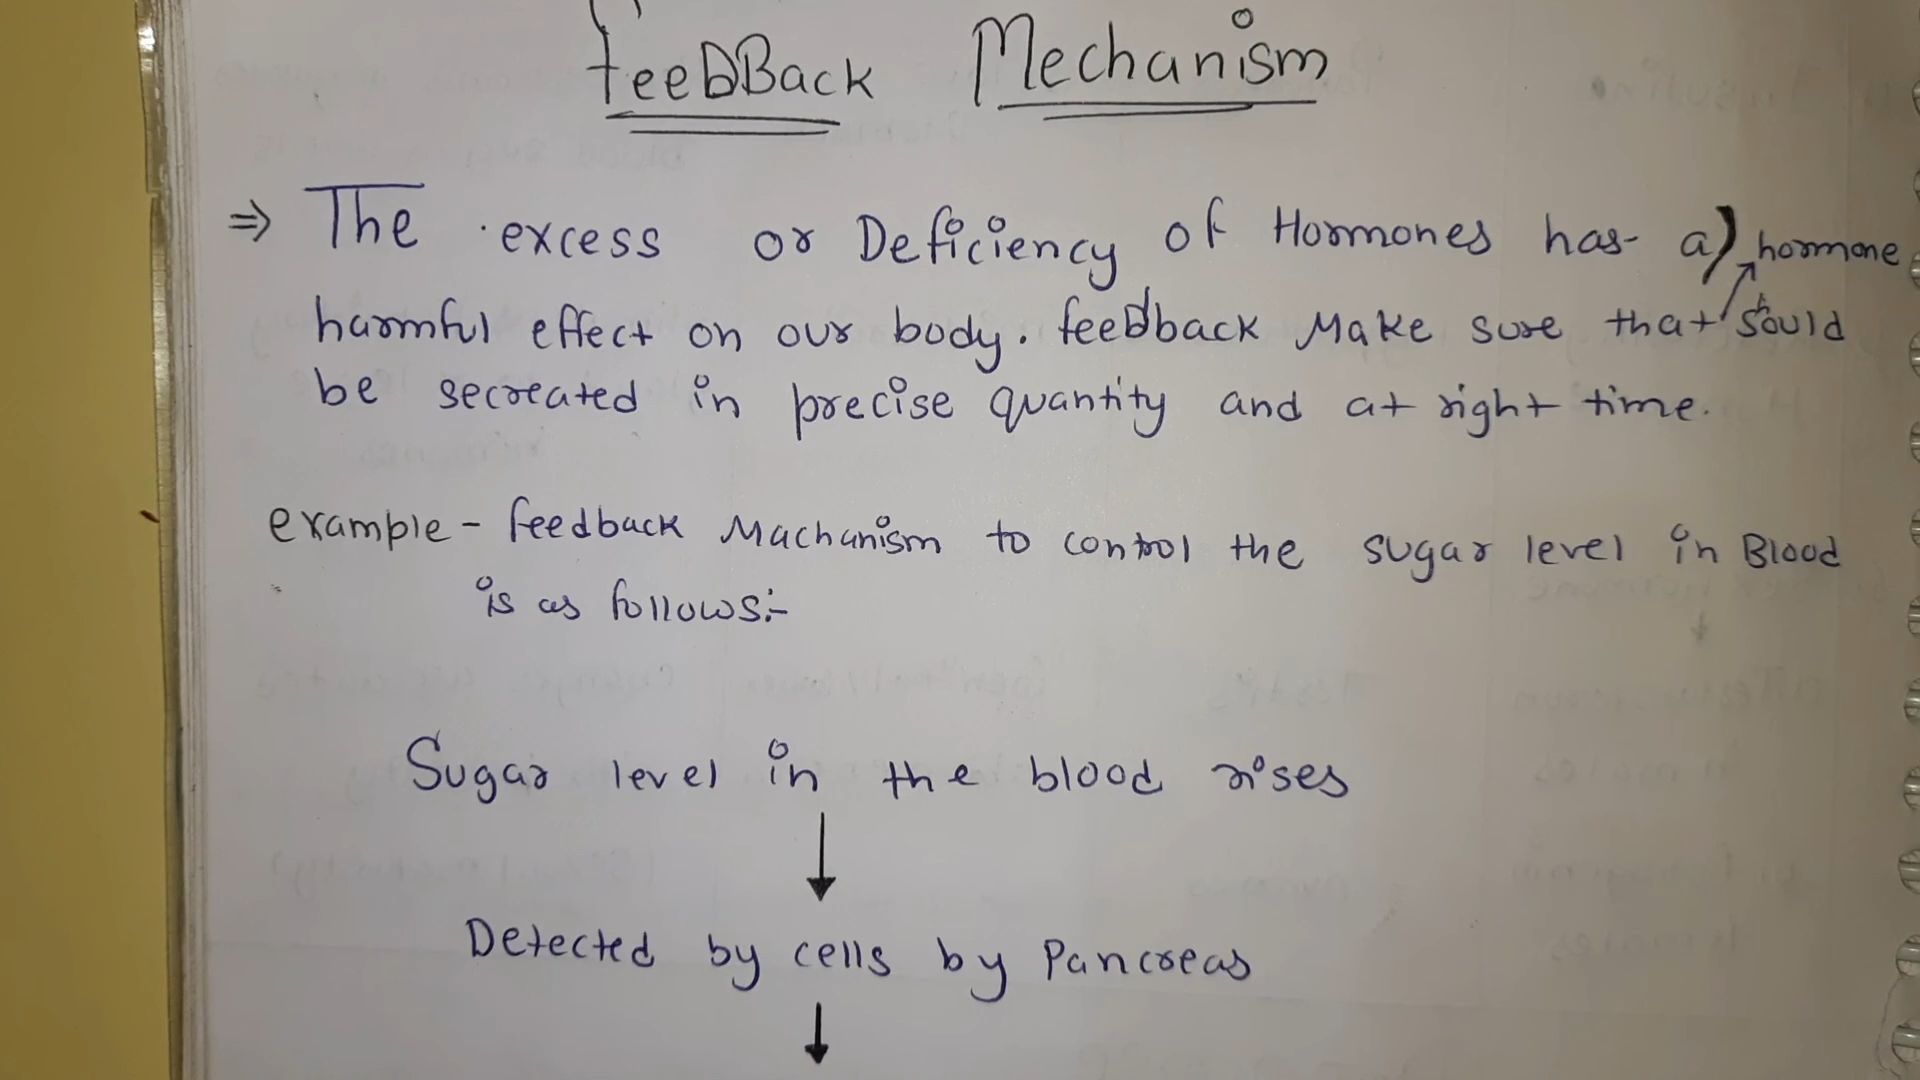 feeDBack Mechanism
⇒ The excess or Deficiency of Hormones has a) hormone
harmful effect on our body. feedback Make sure that sould
be secreated in precise quantity and at right time.
example - feedback Machanism to control the sugar level in Blood
is as follows:-
Sugar level in the blood rises
↓
Detected by cells by Pancreas
↓